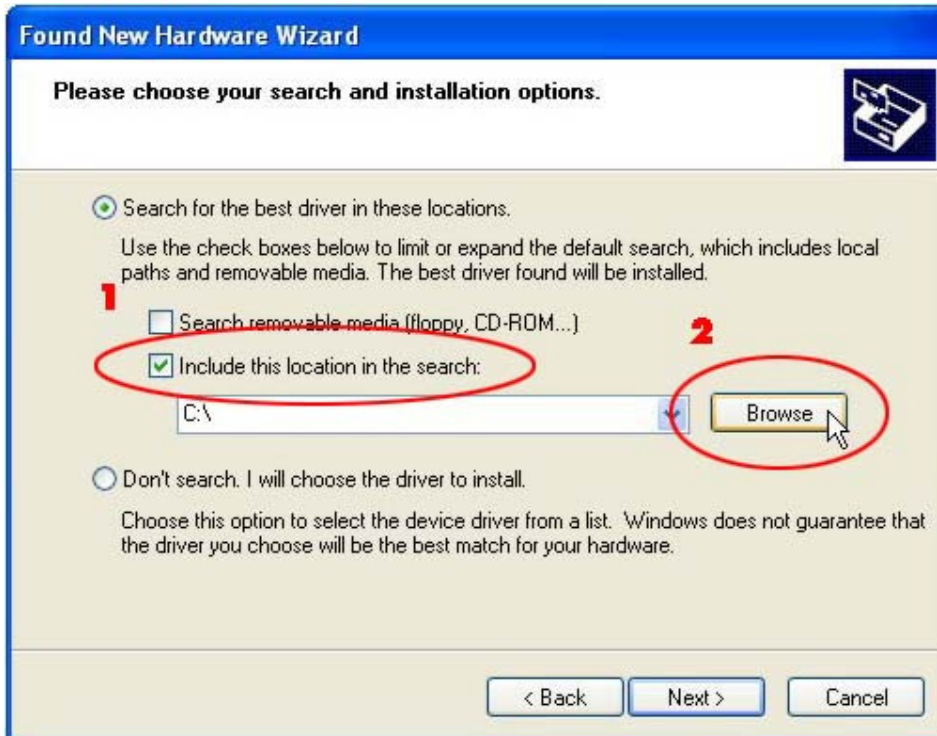 Found New Hardware Wizard
Please choose your search and installation options.
Search for the best driver in these locations.
Use the check boxes below to limit or expand the default search, which includes local
paths and removable media. The best driver found will be installed.
1
Search removable media (floppy, CD-ROM...)
2
Include this location in the search:
C:\
Browse
Don't search. I will choose the driver to install.
Choose this option to select the device driver from a list. Windows does not guarantee that
the driver you choose will be the best match for your hardware.
< Back
Next >
Cancel